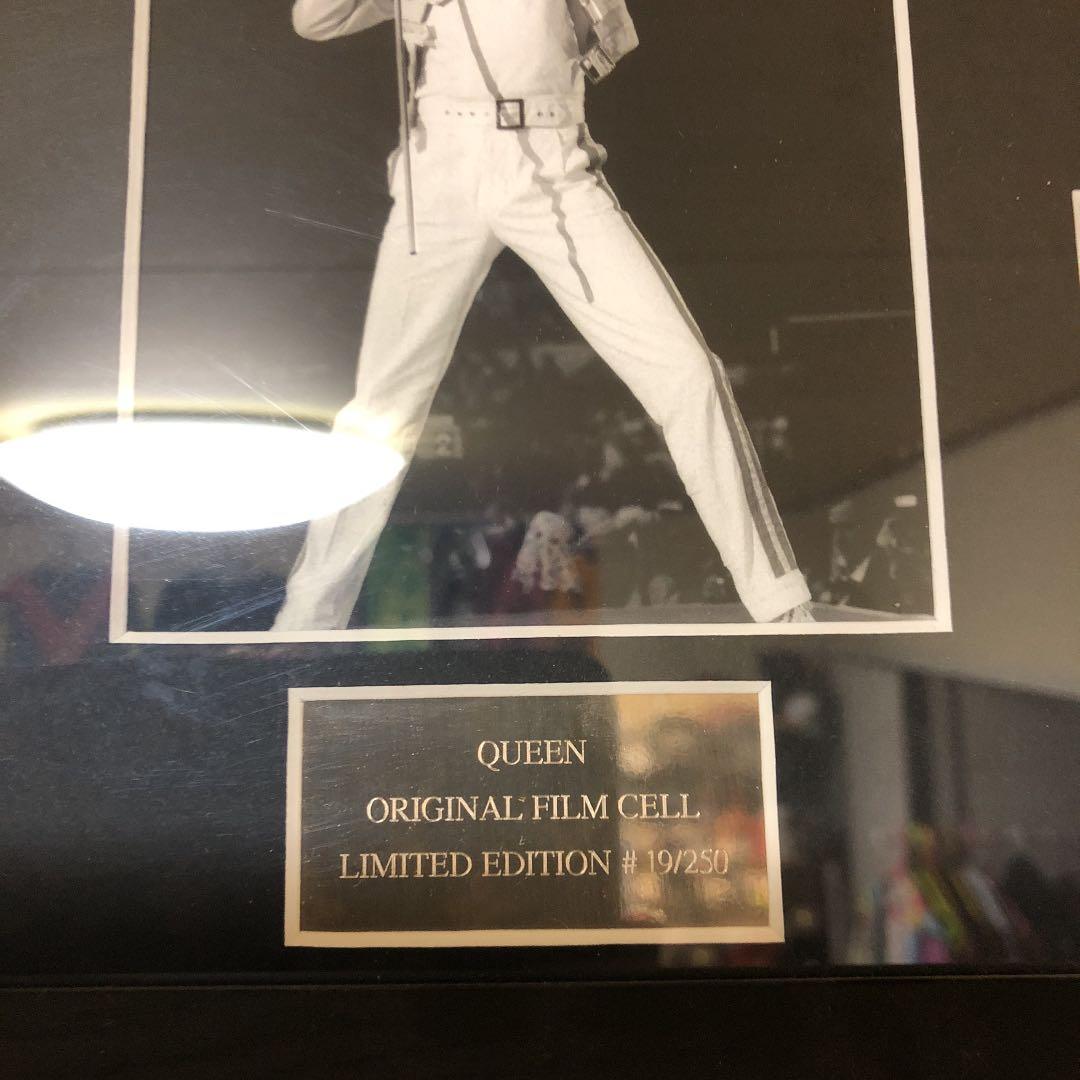 QUEEN
ORIGINAL FILM CELL
LIMITED EDITION # 19/250